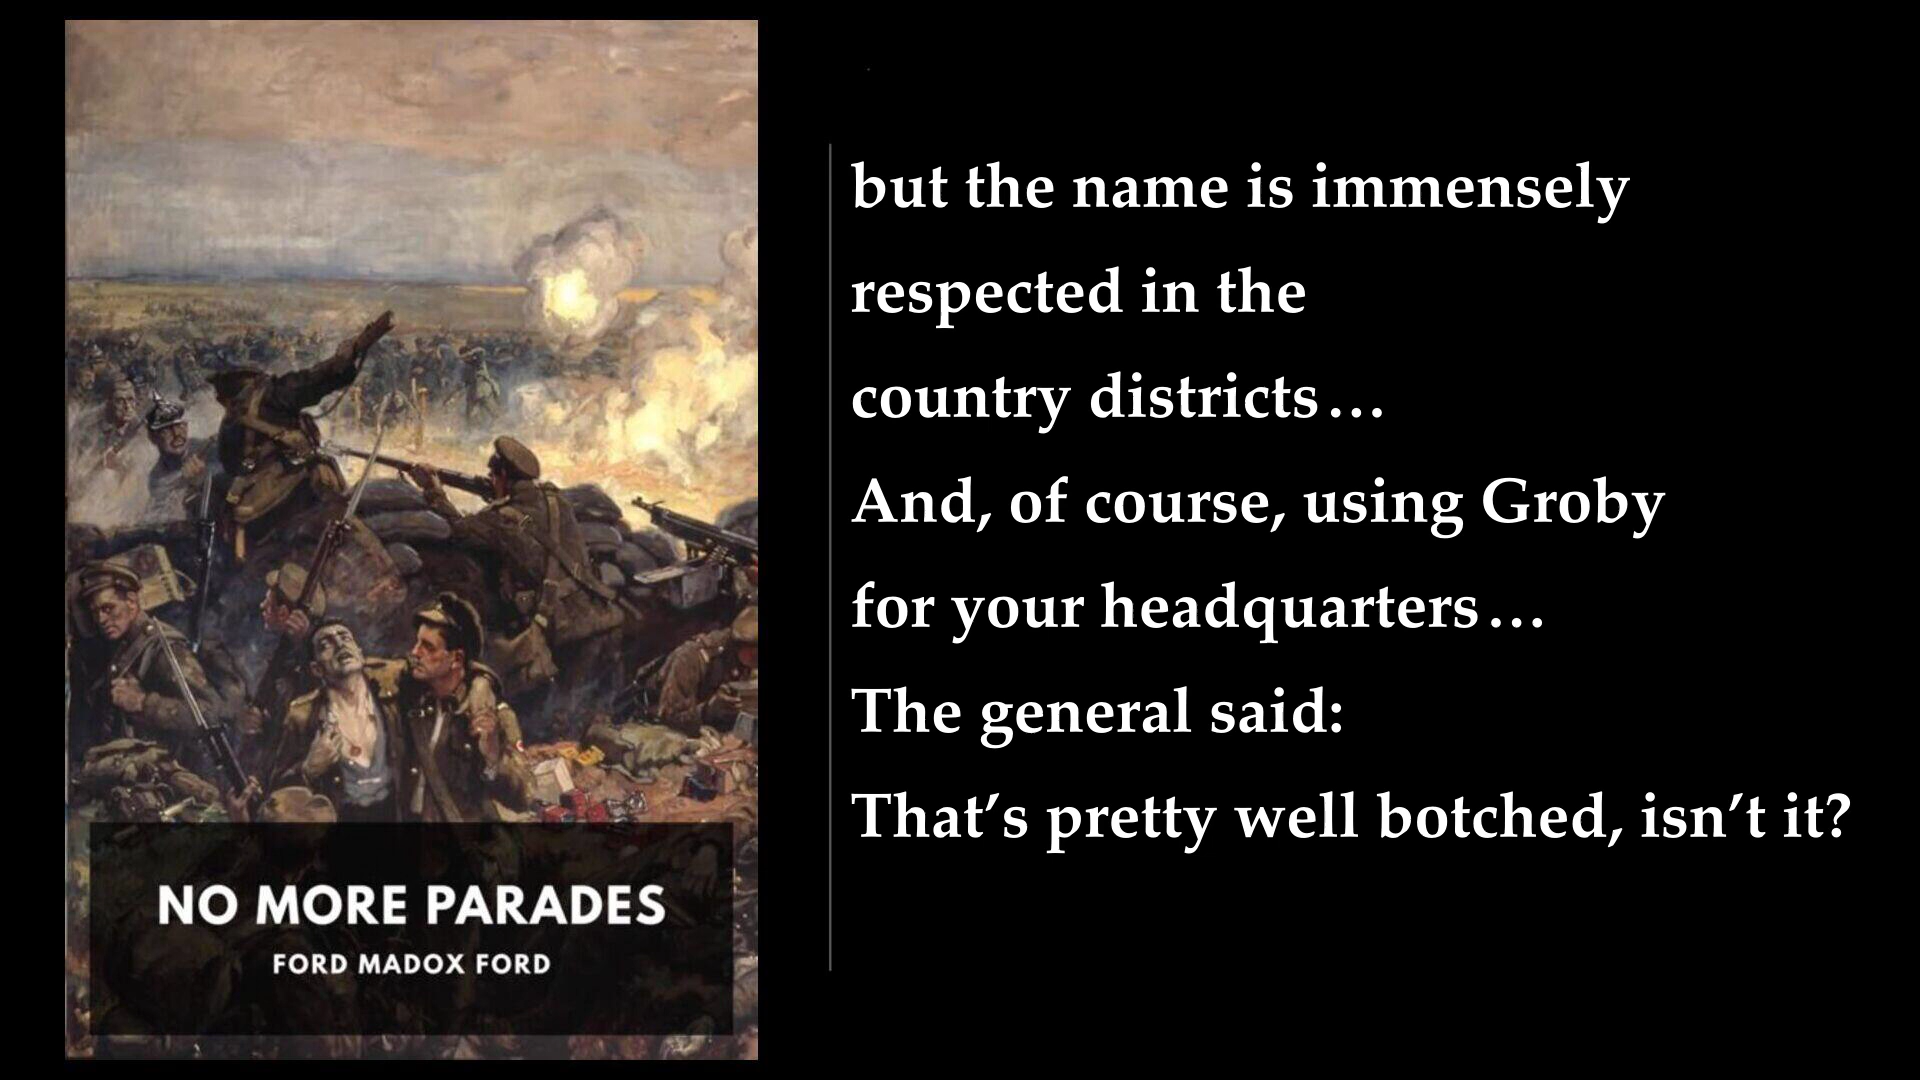 NO MORE PARADES
FORD MADOX FORD
but the name is immensely
respected in the
country districts…
And, of course, using Groby
for your headquarters…
The general said:
That’s pretty well botched, isn’t it?